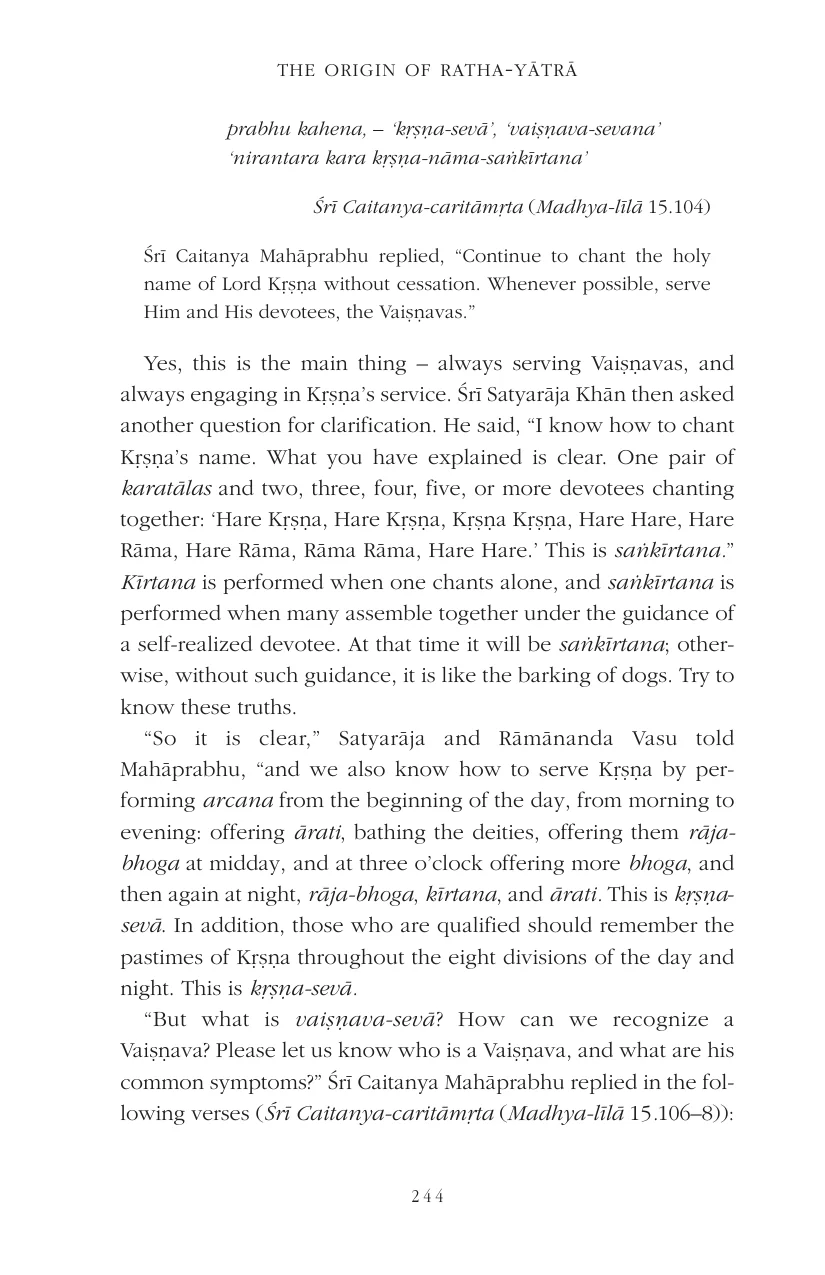 THE ORIGIN OF RATHA-YĀTRĀ
prabhu kahena, – ‘kṛṣṇa-sevā’, ‘vaiṣṇava-sevana’
‘nirantara kara kṛṣṇa-nāma-saṅkīrtana’
Śrī Caitanya-caritāmṛta (Madhya-līlā 15.104)
Śrī Caitanya Mahāprabhu replied, “Continue to chant the holy
name of Lord Kṛṣṇa without cessation. Whenever possible, serve
Him and His devotees, the Vaiṣṇavas.”
Yes, this is the main thing – always serving Vaiṣṇavas, and
always engaging in Kṛṣṇa’s service. Śrī Satyarāja Khān then asked
another question for clarification. He said, “I know how to chant
Kṛṣṇa’s name. What you have explained is clear. One pair of
karatālas and two, three, four, five, or more devotees chanting
together: ‘Hare Kṛṣṇa, Hare Kṛṣṇa, Kṛṣṇa Kṛṣṇa, Hare Hare, Hare
Rāma, Hare Rāma, Rāma Rāma, Hare Hare.’ This is saṅkīrtana.”
Kīrtana is performed when one chants alone, and saṅkīrtana is
performed when many assemble together under the guidance of
a self-realized devotee. At that time it will be saṅkīrtana; other-
wise, without such guidance, it is like the barking of dogs. Try to
know these truths.
“So it is clear,” Satyarāja and Rāmānanda Vasu told
Mahāprabhu, “and we also know how to serve Kṛṣṇa by per-
forming arcana from the beginning of the day, from morning to
evening: offering ārati, bathing the deities, offering them rāja-
bhoga at midday, and at three o’clock offering more bhoga, and
then again at night, rāja-bhoga, kīrtana, and ārati. This is kṛṣṇa-
sevā. In addition, those who are qualified should remember the
pastimes of Kṛṣṇa throughout the eight divisions of the day and
night. This is kṛṣṇa-sevā.
“But what is vaiṣṇava-sevā? How can we recognize a
Vaiṣṇava? Please let us know who is a Vaiṣṇava, and what are his
common symptoms?” Śrī Caitanya Mahāprabhu replied in the fol-
lowing verses (Śrī Caitanya-caritāmṛta (Madhya-līlā 15.106–8)):
244